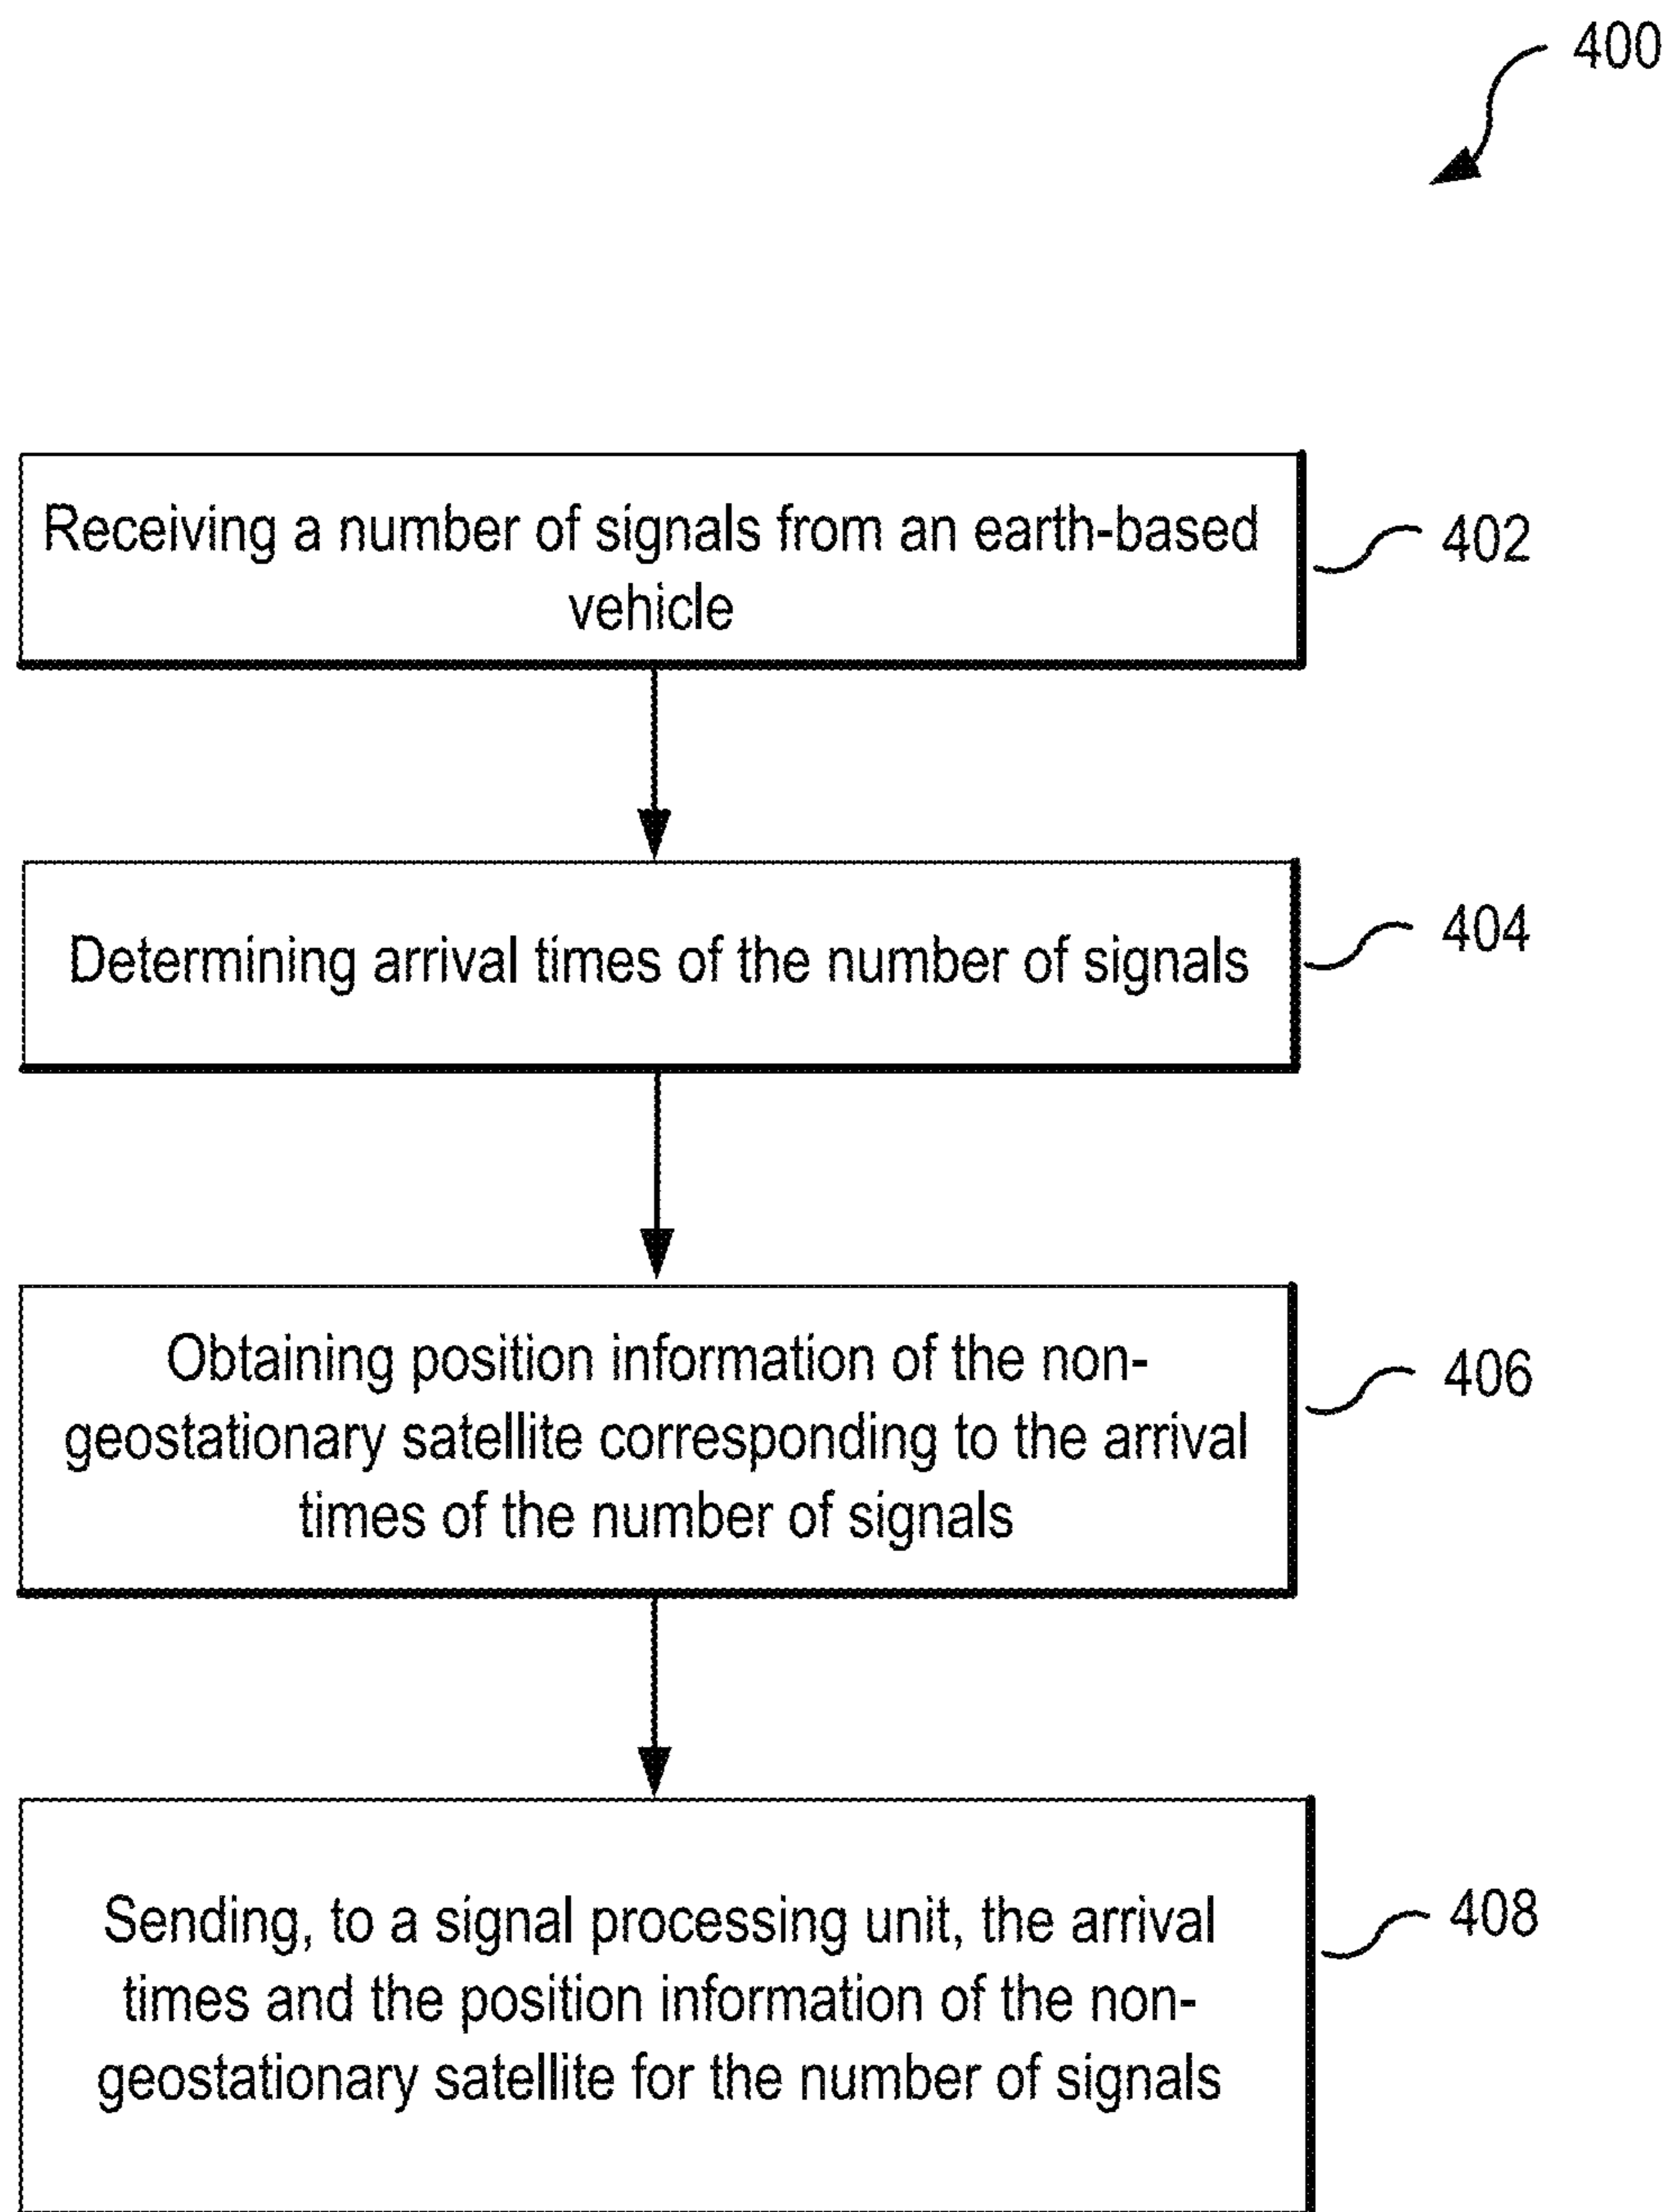 400
Receiving a number of signals from an earth-based
vehicle
402
Determining arrival times of the number of signals
404
Obtaining position information of the non-
geostationary satellite corresponding to the arrival
times of the number of signals
406
Sending, to a signal processing unit, the arrival
times and the position information of the non-
geostationary satellite for the number of signals
408